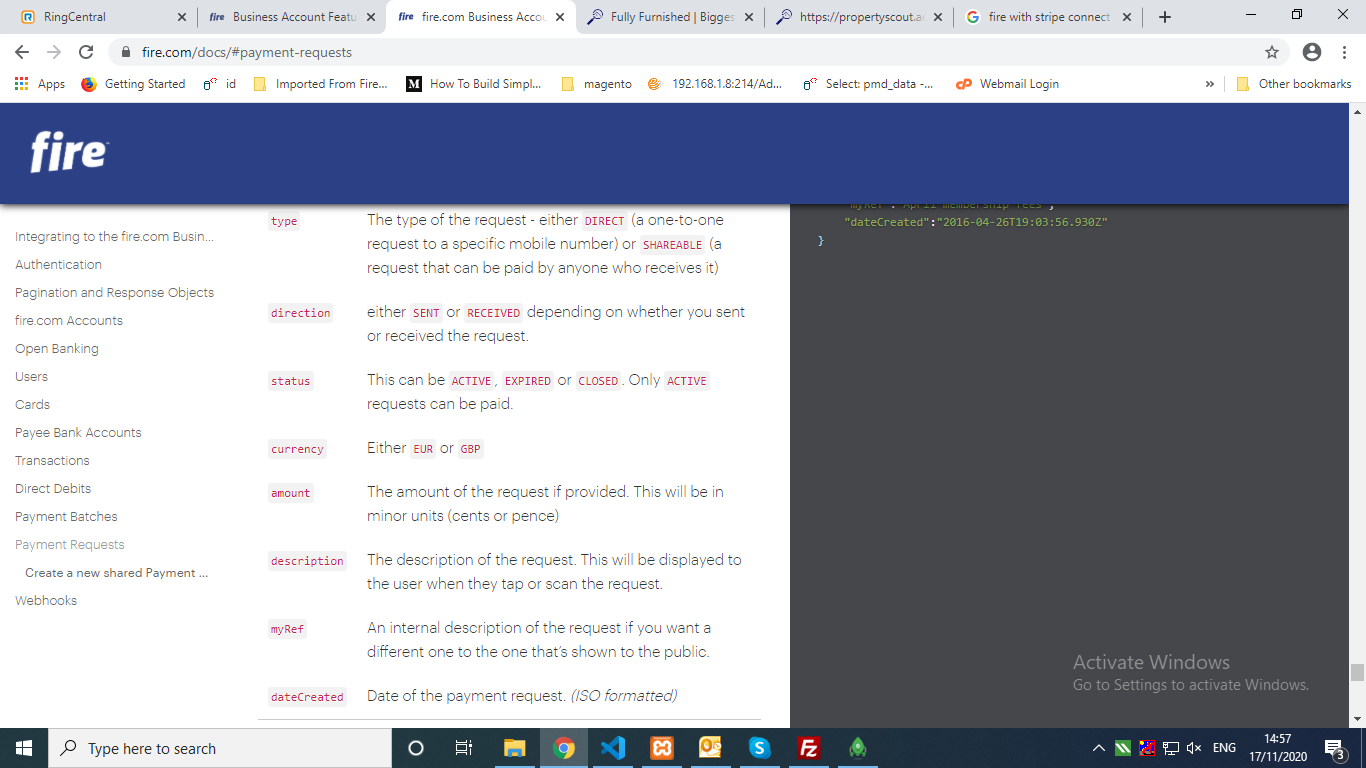 RingCentral
Business Account Featu
fire.com Business Accou
Fully Furnished | Bigges
https://propertyscout.ae
fire with stripe connect
fire.com/docs/#payment-requests
Apps
Getting Started
id
Imported From Fire...
How To Build Simpl...
magento
192.168.1.8:214/Ad...
Select: pmd_data -...
Webmail Login
Other bookmarks
fire
"myRef":"April membership fees",
"dateCreated":"2016-04-26T19:03:56.930Z"
}
Integrating to the fire.com Busin...
Authentication
Pagination and Response Objects
fire.com Accounts
Open Banking
Users
Cards
Payee Bank Accounts
Transactions
Direct Debits
Payment Batches
Payment Requests
Create a new shared Payment ...
Webhooks
type
The type of the request - either DIRECT (a one-to-one
request to a specific mobile number) or SHAREABLE (a
request that can be paid by anyone who receives it)
direction
either SENT or RECEIVED depending on whether you sent
or received the request.
status
This can be ACTIVE, EXPIRED or CLOSED. Only ACTIVE
requests can be paid.
currency
Either EUR or GBP
amount
The amount of the request if provided. This will be in
minor units (cents or pence)
description
The description of the request. This will be displayed to
the user when they tap or scan the request.
myRef
An internal description of the request if you want a
different one to the one that's shown to the public.
dateCreated
Date of the payment request. (ISO formatted)
Activate Windows
Go to Settings to activate Windows.
Type here to search
ENG
14:57
17/11/2020
3